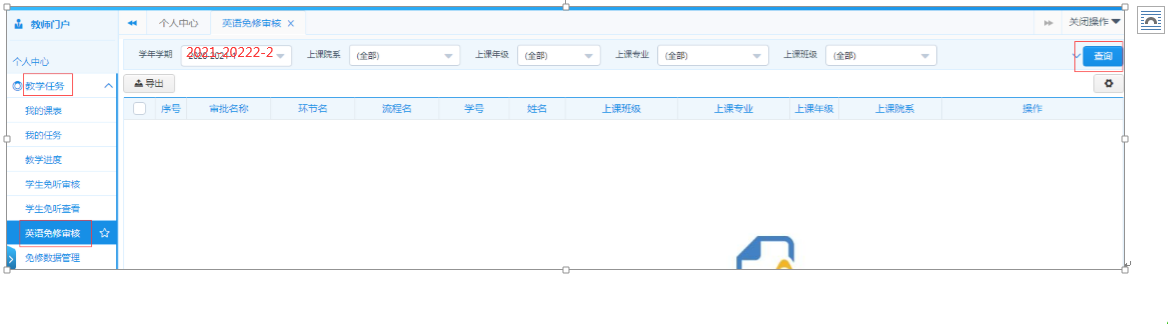 教师门户
个人中心
英语免修审核 ×
关闭操作
个人中心
学年学期
2021-20222-2
上课院系
(全部)
上课年级
(全部)
上课专业
(全部)
上课班级
(全部)
查询
教学任务
导出
序号 审批名称 环节名 流程名 学号 姓名 上课班级 上课专业 上课年级 上课院系 操作
我的课表
我的任务
教学进度
学生免听审核
学生免听查看
英语免修审核
免修数据管理